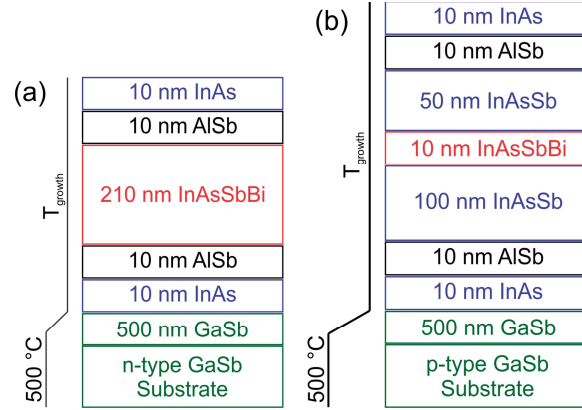 (a)
10 nm InAs
10 nm AlSb
210 nm InAsSbBi
10 nm AlSb
10 nm InAs
500 nm GaSb
n-type GaSb
Substrate
Tgrowth
500 °C
(b)
10 nm InAs
10 nm AlSb
50 nm InAsSb
10 nm InAsSbBi
100 nm InAsSb
10 nm AlSb
10 nm InAs
500 nm GaSb
p-type GaSb
Substrate
Tgrowth
500 °C